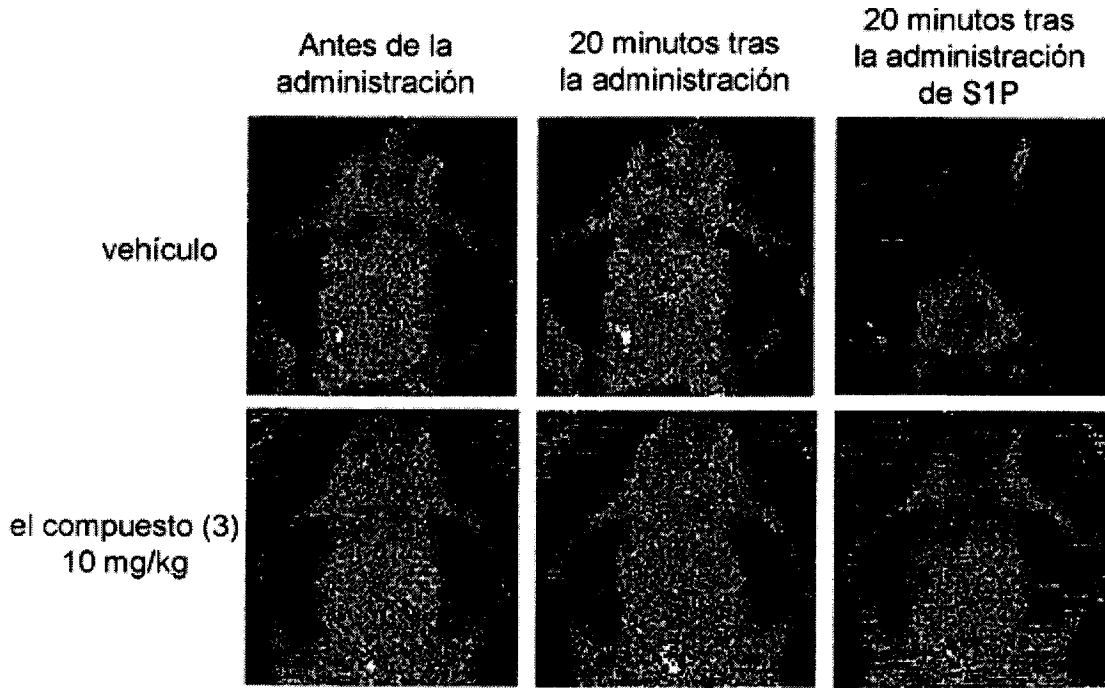 Antes de la
administración
20 minutos tras
la administración
20 minutos tras
la administración
de S1P
vehículo
el compuesto (3)
10 mg/kg